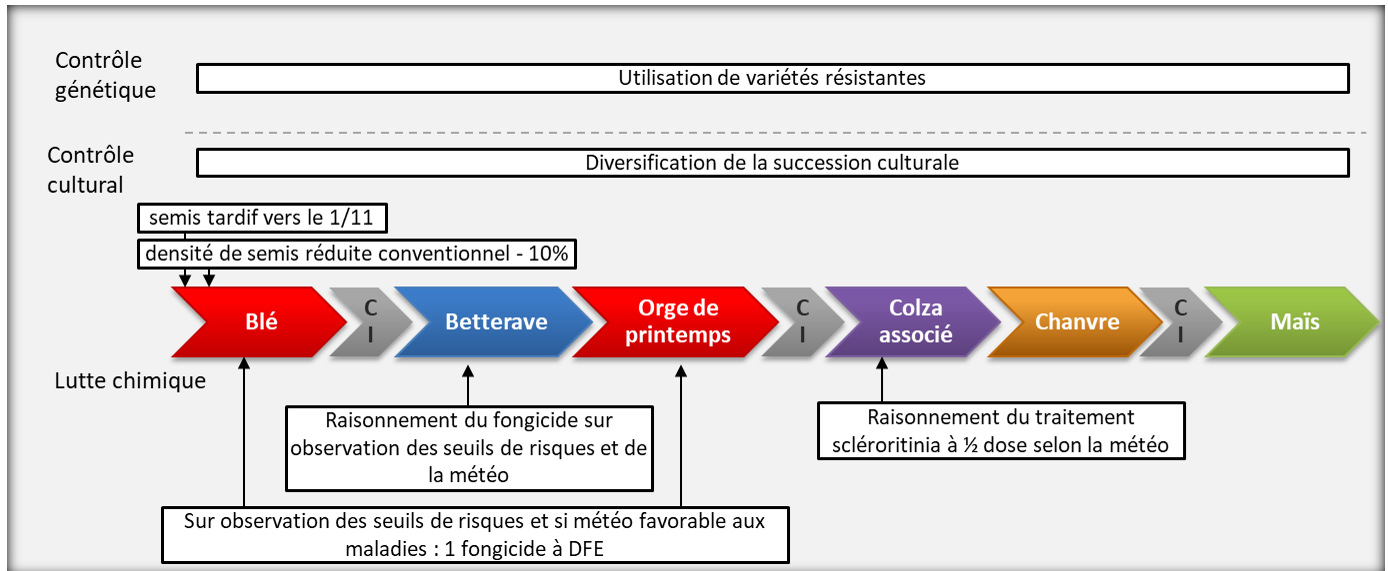 Contrôle
génétique
Utilisation de variétés résistantes
Contrôle
cultural
Diversification de la succession culturale
semis tardif vers le 1/11
densité de semis réduite conventionnel - 10%
Blé
C
I
Betterave
Orge de
printemps
C
I
Colza
associé
Chanvre
C
I
Maïs
Lutte chimique
Raisonnement du fongicide sur
observation des seuils de risques et de
la météo
Raisonnement du traitement
scléroritinia à ½ dose selon la météo
Sur observation des seuils de risques et si météo favorable aux
maladies : 1 fongicide à DFE